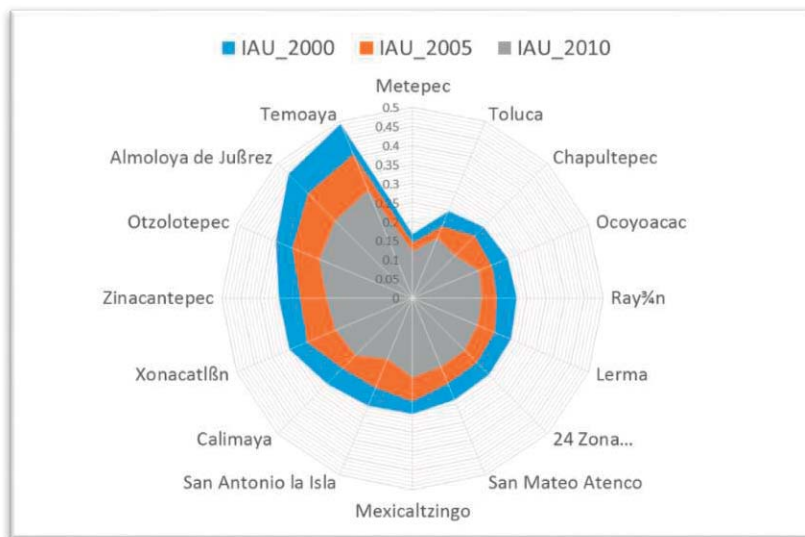 IAU_2000 IAU_2005 IAU_2010
Metepec
Temoaya
Toluca
Almoloya de Jußrez
Chapultepec
Otzolotepec
Ocoyoacac
Zinacantepec
Ray¾n
Xonacatlßn
Lerma
Calimaya
24 Zona...
San Antonio la Isla
San Mateo Atenco
Mexicaltzingo
0.5
0.45
0.4
0.35
0.3
0.25
0.2
0.15
0.1
0.05
0